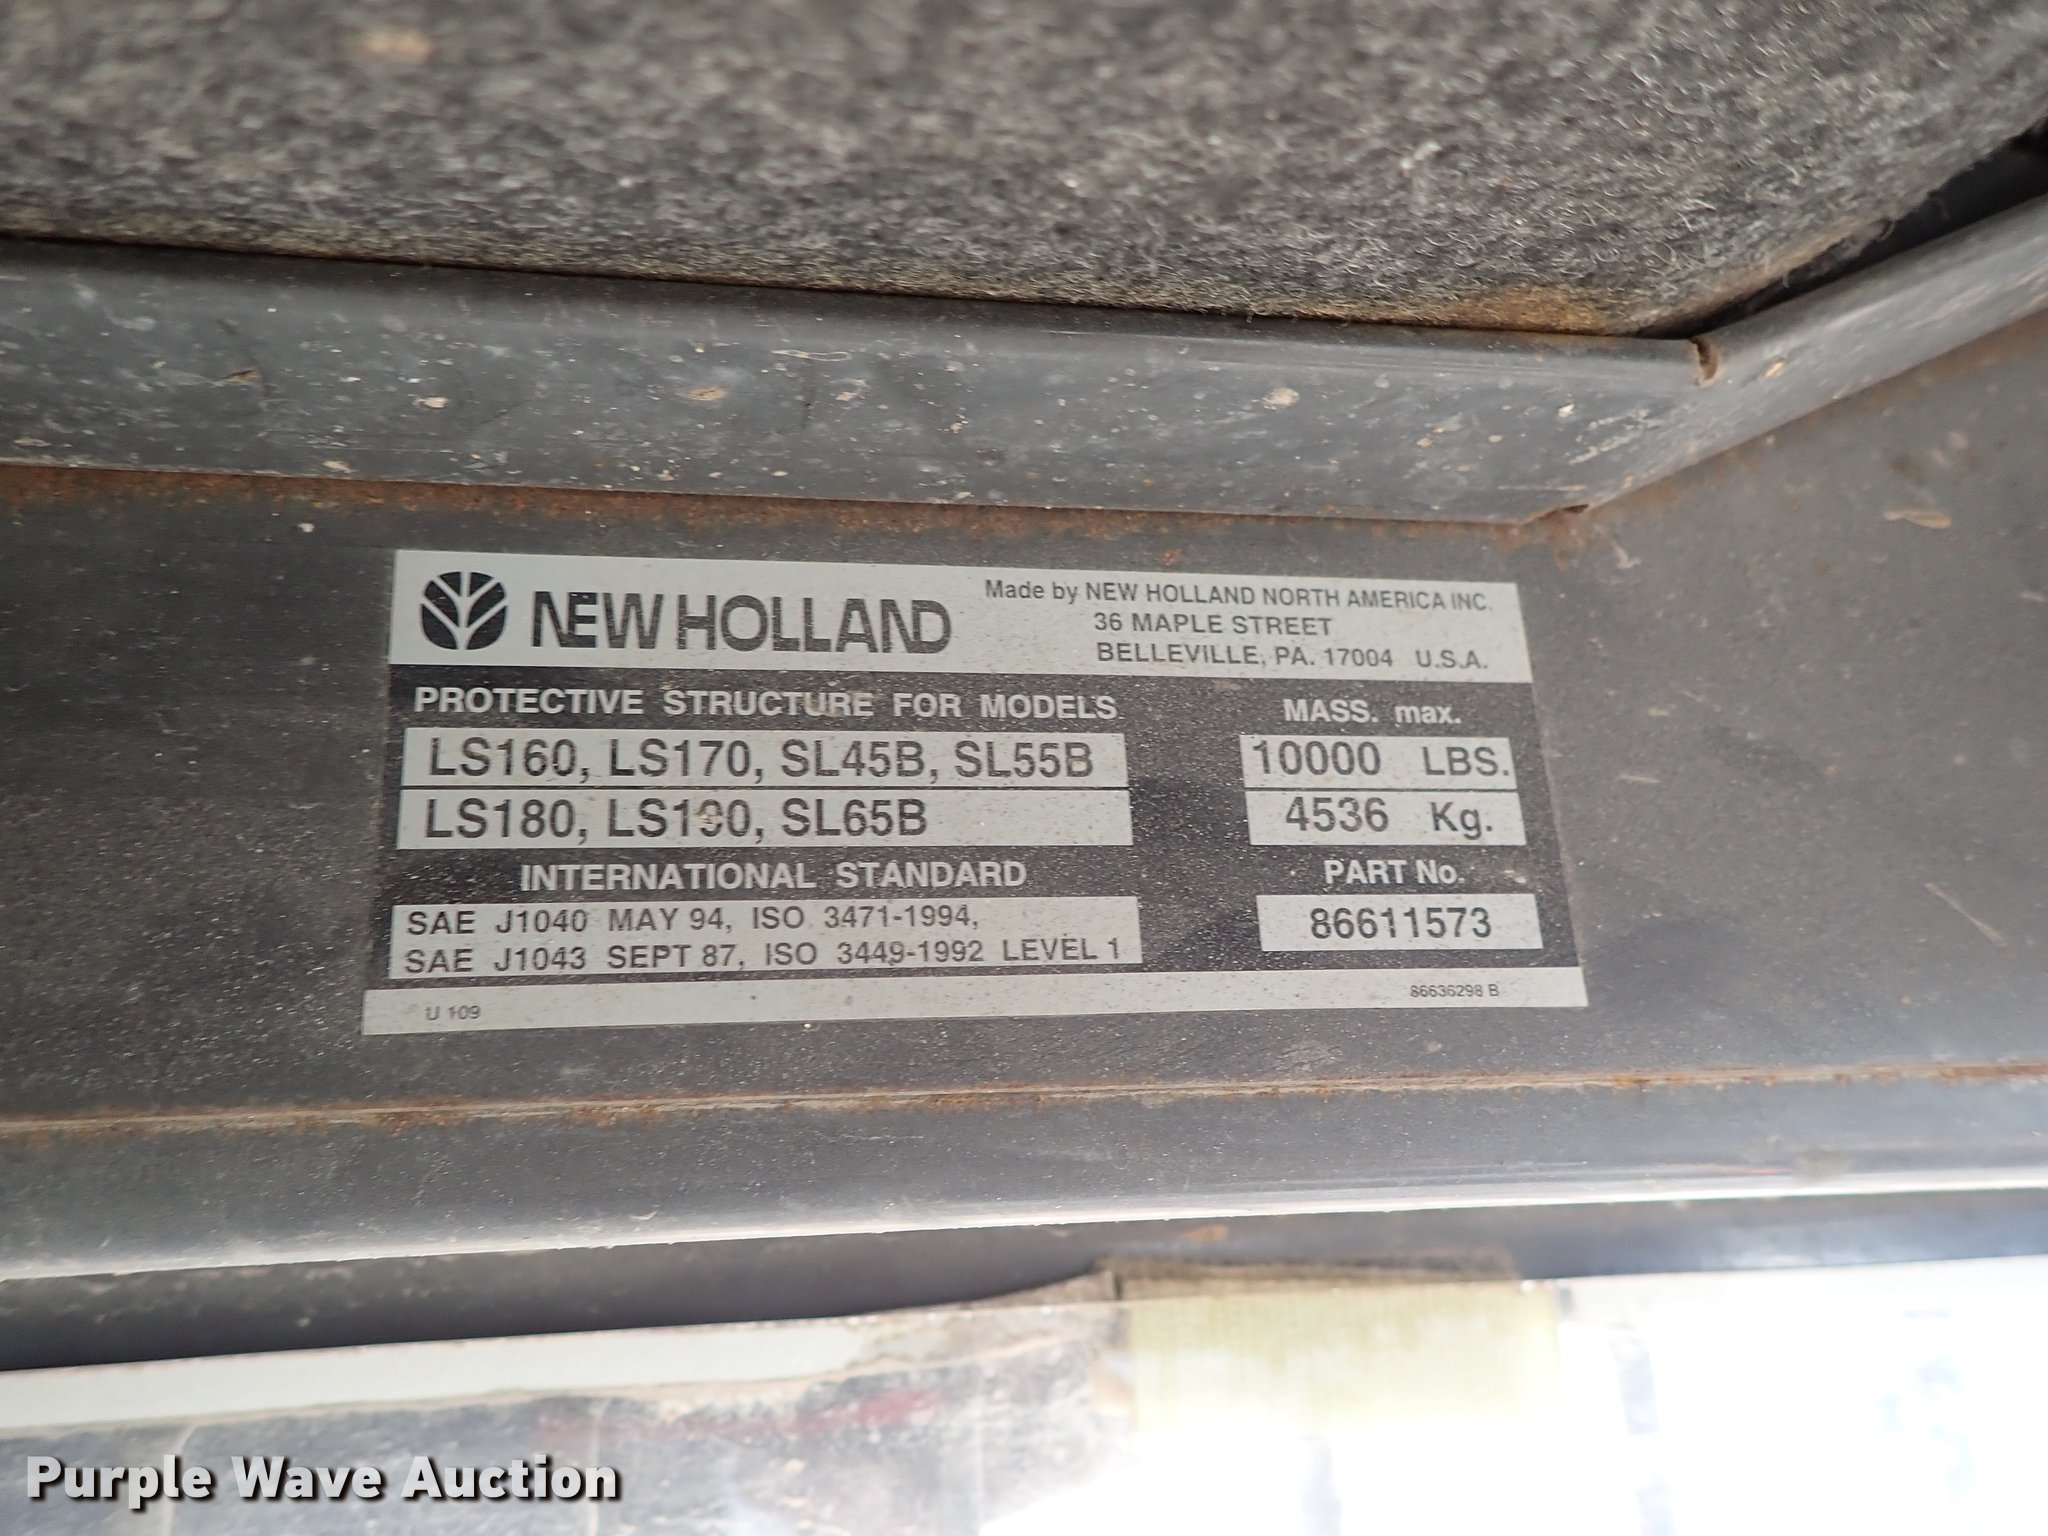 NEW HOLLAND
Made by NEW HOLLAND NORTH AMERICA INC.
36 MAPLE STREET
BELLEVILLE, PA. 17004 U.S.A.
PROTECTIVE STRUCTURE FOR MODELS
LS160, LS170, SL45B, SL55B
LS180, LS190, SL65B
MASS. max.
10000 LBS.
4536 Kg.
INTERNATIONAL STANDARD
SAE J1040 MAY 94, ISO 3471-1994,
SAE J1043 SEPT 87, ISO 3449-1992 LEVEL 1
PART No.
86611573
U 109
86636298 B
Purple Wave Auction